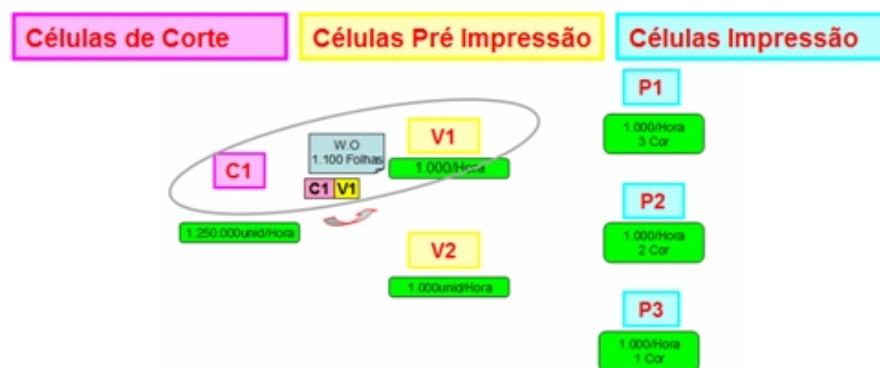 Células de Corte
Células Pré Impressão
Células Impressão
P1
1.000/Hora
3 Cor
V1
1.000/Hora
W.O
1.100 Folhas
C1 V1
C1
1.250.000unid/Hora
P2
1.000/Hora
2 Cor
V2
1.000unid/Hora
P3
1.000/Hora
1 Cor